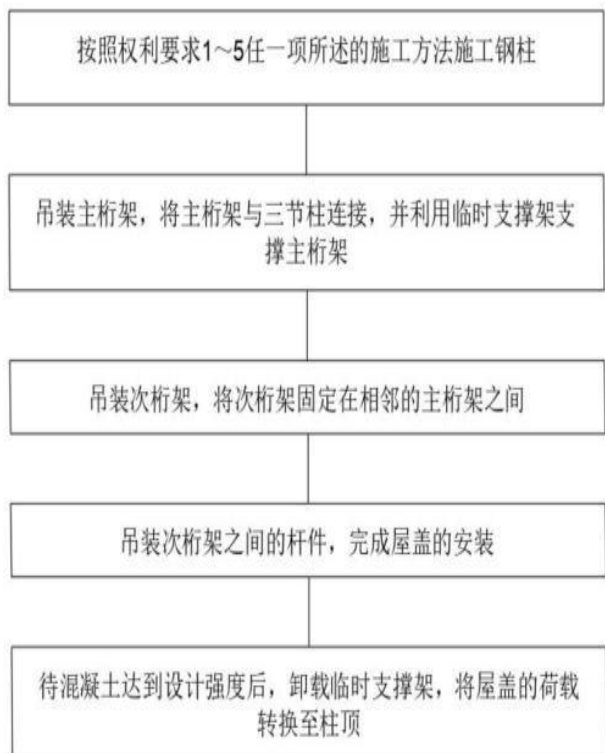 按照权利要求1～5任一项所述的施工方法施工钢柱
吊装主桁架，将主桁架与三节柱连接，并利用临时支撑架支
撑主桁架
吊装次桁架，将次桁架固定在相邻的主桁架之间
吊装次桁架之间的杆件，完成屋盖的安装
待混凝土达到设计强度后，卸载临时支撑架，将屋盖的荷载
转换至柱顶